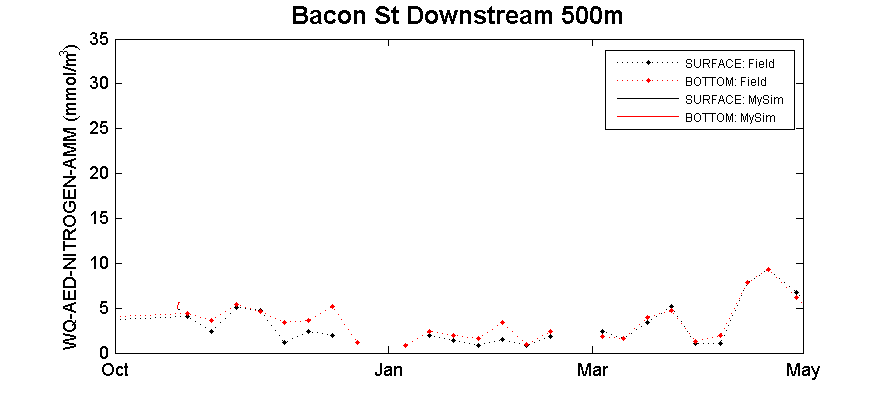 Bacon St Downstream 500m
WQ-AED-NITROGEN-AMM (mmol/m³)
35
30
25
20
15
10
5
0
Oct
Jan
Mar
May
SURFACE: Field
BOTTOM: Field
SURFACE: MySim
BOTTOM: MySim